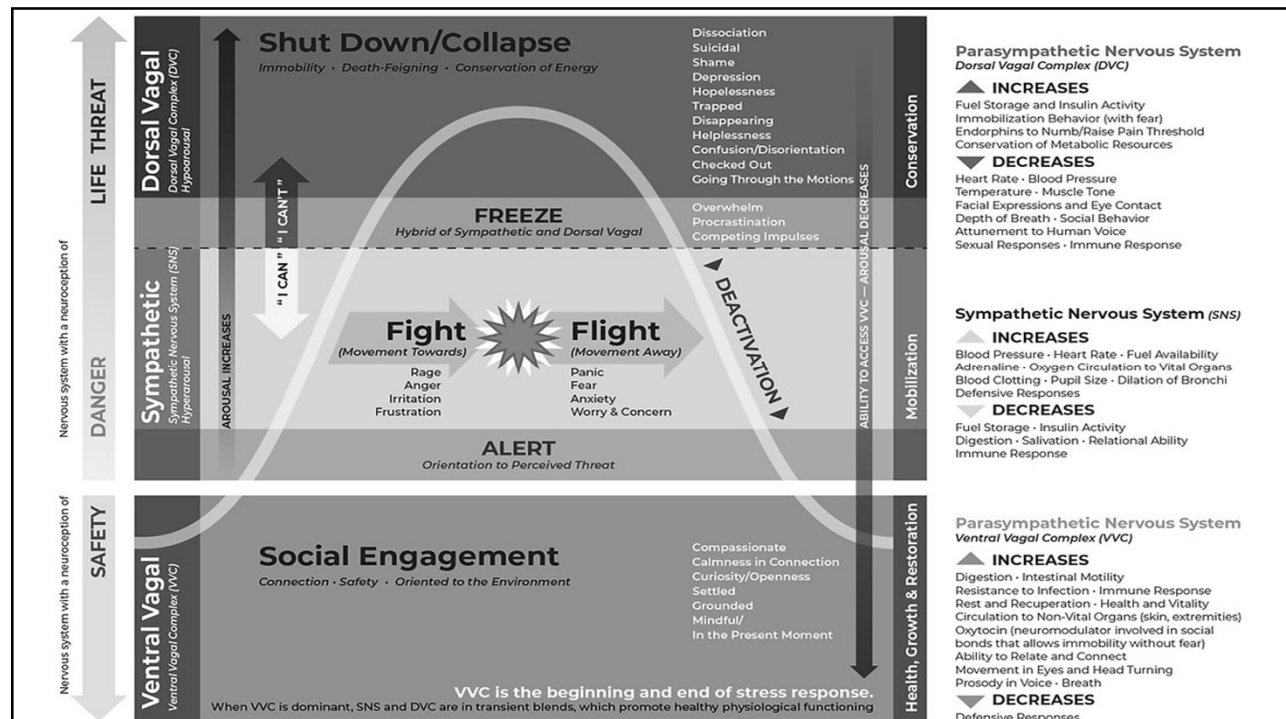 Nervous system with a neuroception of
LIFE THREAT
DANGER
Dorsal Vagal
Dorsal Vagal Complex (DVC)
Hypoarousal
Shut Down/Collapse
Immobility · Death-Feigning · Conservation of Energy
Dissociation
Suicidal
Shame
Depression
Hopelessness
Trapped
Disappearing
Helplessness
Confusion/Disorientation
Checked Out
Going Through the Motions
Conservation
"I CAN'T"
"I CAN"
FREEZE
Hybrid of Sympathetic and Dorsal Vagal
Overwhelm
Procrastination
Competing Impulses
Sympathetic
Sympathetic Nervous System (SNS)
Hyperarousal
AROUSAL INCREASES
Fight
(Movement Towards)
Rage
Anger
Irritation
Frustration
Flight
(Movement Away)
Panic
Fear
Anxiety
Worry & Concern
DEACTIVATION
ABILITY TO ACCESS VVC — AROUSAL DECREASES
Mobilization
ALERT
Orientation to Perceived Threat
Nervous system with a neuroception of
SAFETY
Ventral Vagal
Ventral Vagal Complex (VVC)
Social Engagement
Connection · Safety · Oriented to the Environment
Compassionate
Calmness in Connection
Curiosity/Openness
Settled
Grounded
Mindful/
In the Present Moment
Health, Growth & Restoration
VVC is the beginning and end of stress response.
When VVC is dominant, SNS and DVC are in transient blends, which promote healthy physiological functioning
Parasympathetic Nervous System
Dorsal Vagal Complex (DVC)
INCREASES
Fuel Storage and Insulin Activity
Immobilization Behavior (with fear)
Endorphins to Numb/Raise Pain Threshold
Conservation of Metabolic Resources
DECREASES
Heart Rate · Blood Pressure
Temperature · Muscle Tone
Facial Expressions and Eye Contact
Depth of Breath · Social Behavior
Attunement to Human Voice
Sexual Responses · Immune Response
Sympathetic Nervous System (SNS)
INCREASES
Blood Pressure · Heart Rate · Fuel Availability
Adrenaline · Oxygen Circulation to Vital Organs
Blood Clotting · Pupil Size · Dilation of Bronchi
Defensive Responses
DECREASES
Fuel Storage · Insulin Activity
Digestion · Salivation · Relational Ability
Immune Response
Parasympathetic Nervous System
Ventral Vagal Complex (VVC)
INCREASES
Digestion · Intestinal Motility
Resistance to Infection · Immune Response
Rest and Recuperation · Health and Vitality
Circulation to Non-Vital Organs (skin, extremities)
Oxytocin (neuromodulator involved in social
bonds that allows immobility without fear)
Ability to Relate and Connect
Movement in Eyes and Head Turning
Prosody in Voice · Breath
DECREASES
Defensive Responses